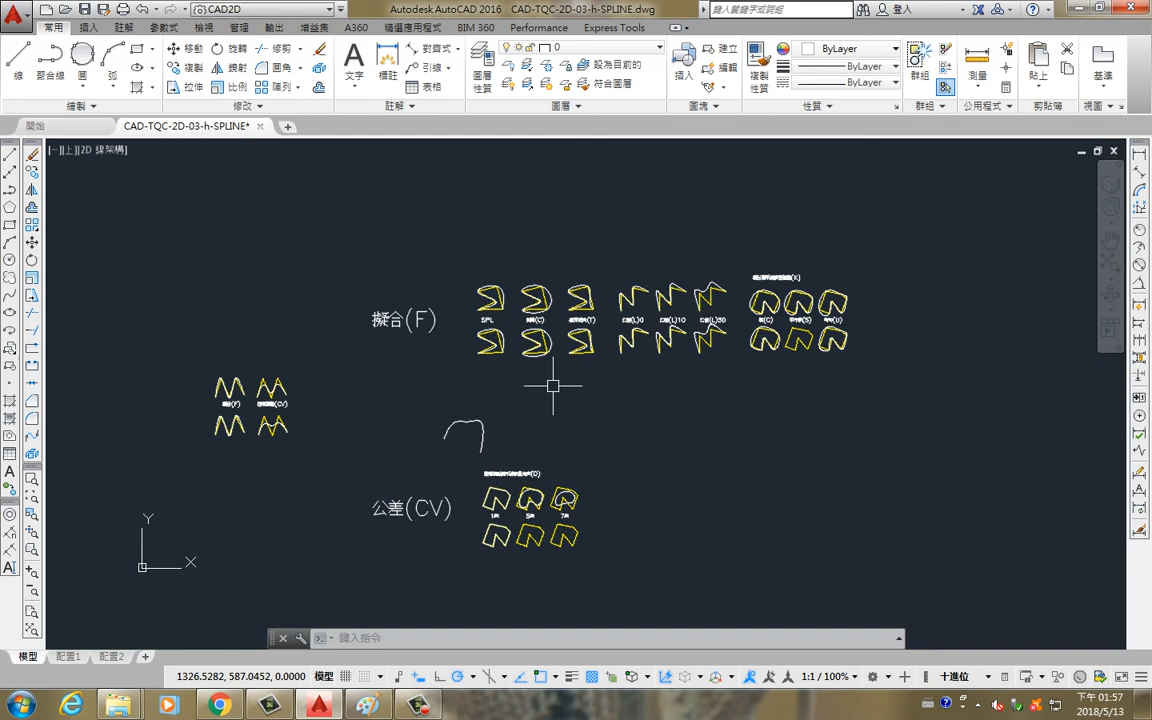 CAD2D
Autodesk AutoCAD 2016 CAD-TQC-2D-03-h-SPLINE.dwg
鍵入關鍵字或詞組
登入
常用 插入 註解 參數式 檢視 管理 輸出 增益集 A360 精選應用程式 BIM 360 Express Tools Performance
線 聚合線 圓 弧
移動 旋轉 修剪
複製 鏡射 圓角
拉伸 比例 陣列
文字 標註
對齊式
引線
表格
圖層性質
0
設為目前的
符合圖層
插入
建立
編輯
複製性質
ByLayer
ByLayer
ByLayer
群組 測量 貼上 基準
繪製 修改 註解 圖層 圖塊 性質 群組 公用程式 剪貼簿 視圖
開始 CAD-TQC-2D-03-h-SPLINE*
[−][上][2D 線架構]
擬合(F)
SPL
公差(CV)
Y
X
鍵入指令
模型 配置1 配置2
1326.5282, 587.0452, 0.0000 模型 1:1 / 100% 十進位
下午 01:57
2018/5/13